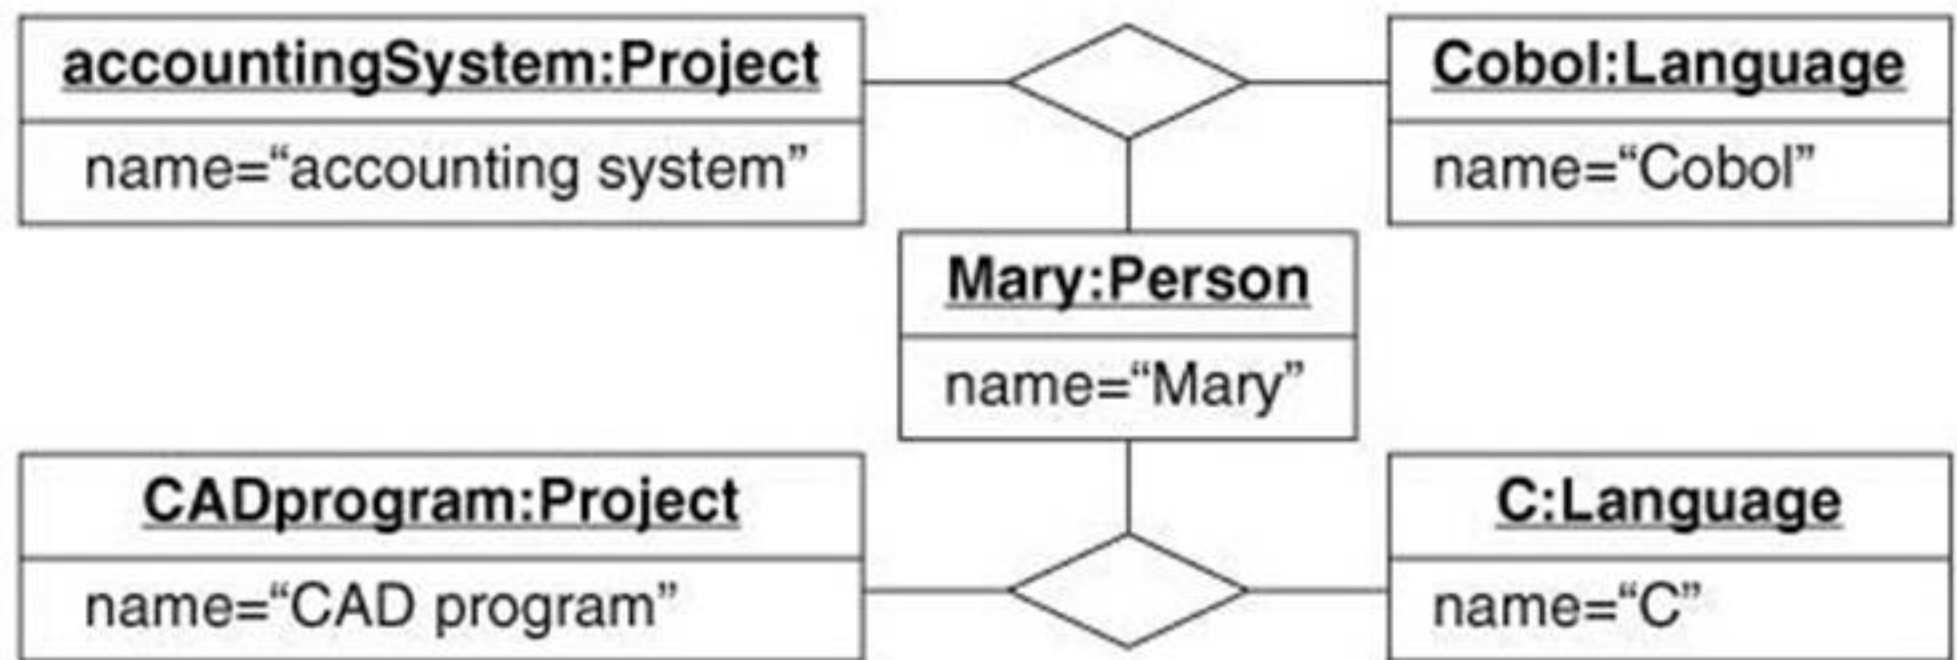 accountingSystem:Project
name=“accounting system”
Cobol:Language
name=“Cobol”
Mary:Person
name=“Mary”
CADprogram:Project
name=“CAD program”
C:Language
name=“C”